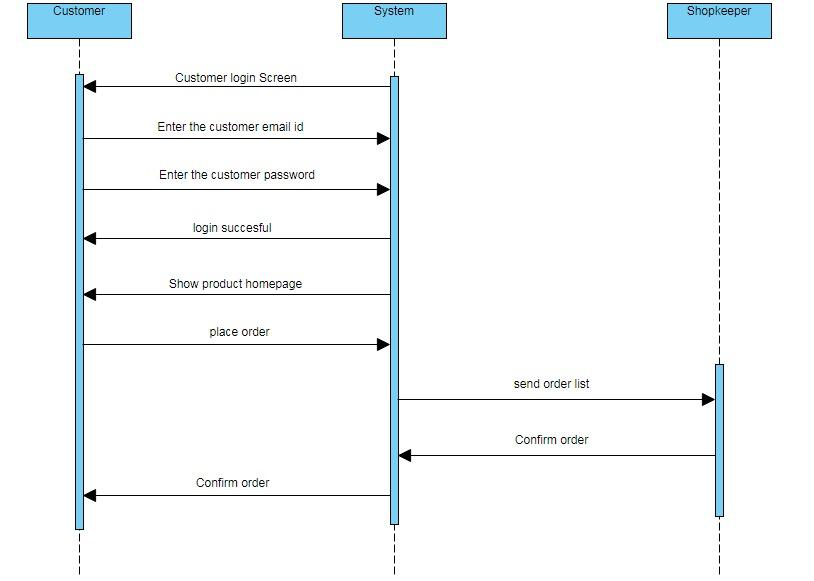 Customer
System
Shopkeeper
Customer login Screen
Enter the customer email id
Enter the customer password
login succesful
Show product homepage
place order
send order list
Confirm order
Confirm order